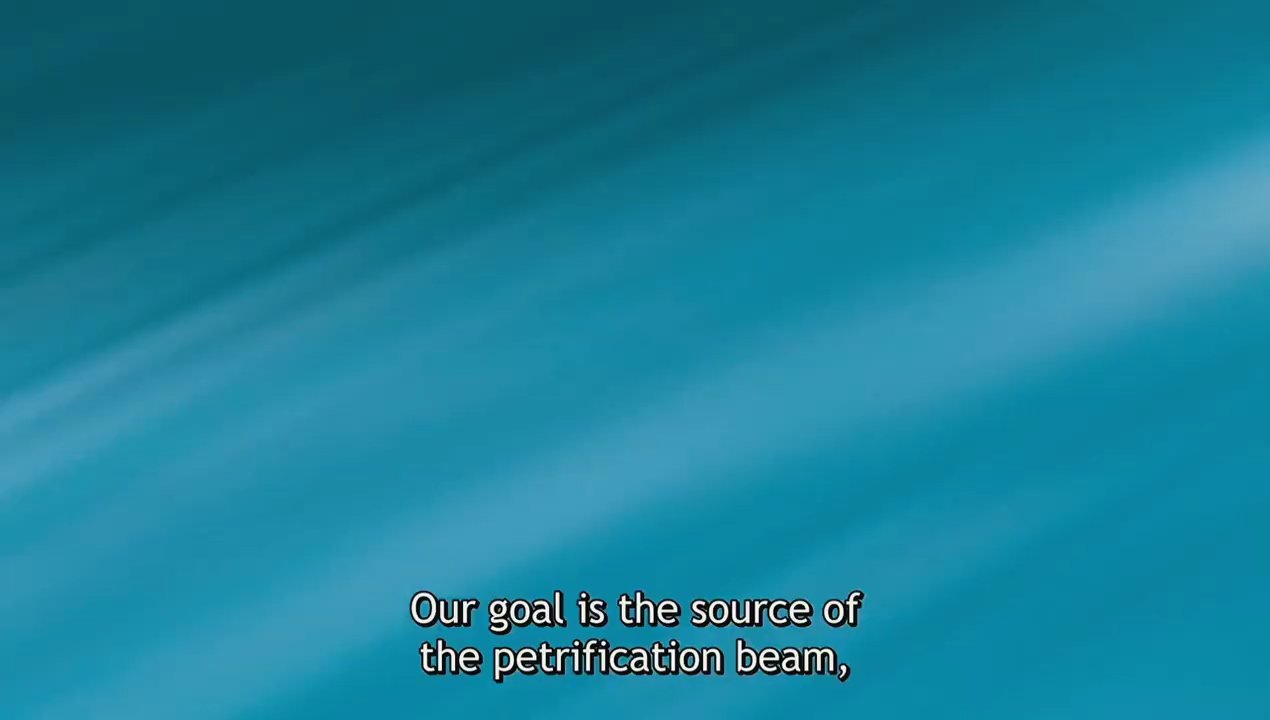 Our goal is the source of
the petrification beam,